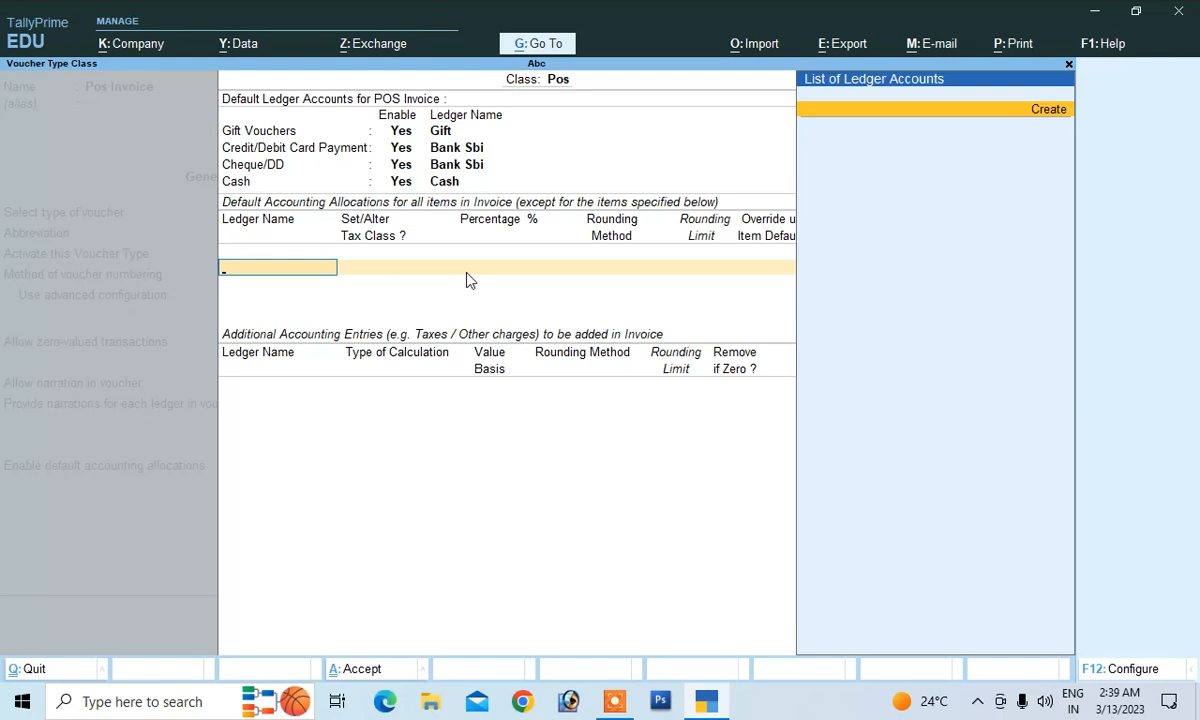 TallyPrime
EDU
MANAGE
K: Company Y: Data Z: Exchange G: Go To O: Import E: Export M: E-mail P: Print F1: Help
Voucher Type Class Abc ×
Name : Pos Invoice
(alias)
Class: Pos
Default Ledger Accounts for POS Invoice :
Enable Ledger Name
Gift Vouchers : Yes Gift
Credit/Debit Card Payment: Yes Bank Sbi
Cheque/DD : Yes Bank Sbi
Cash : Yes Cash
Default Accounting Allocations for all items in Invoice (except for the items specified below)
Ledger Name Set/Alter Percentage % Rounding Rounding Override u
Tax Class ? Method Limit Item Defau
Additional Accounting Entries (e.g. Taxes / Other charges) to be added in Invoice
Ledger Name Type of Calculation Value Rounding Method Rounding Remove
Basis Limit if Zero ?
Gene
Select type of voucher
Abbreviation
Activate this Voucher Type
Method of voucher numbering
Use advanced configuration
Allow zero-valued transactions
Allow narration in voucher
Provide narrations for each ledger in vou
Enable default accounting allocations
List of Ledger Accounts
Create
Q: Quit A: Accept F12: Configure
Type here to search
Ps
24°C
ENG 2:39 AM
IN 3/13/2023